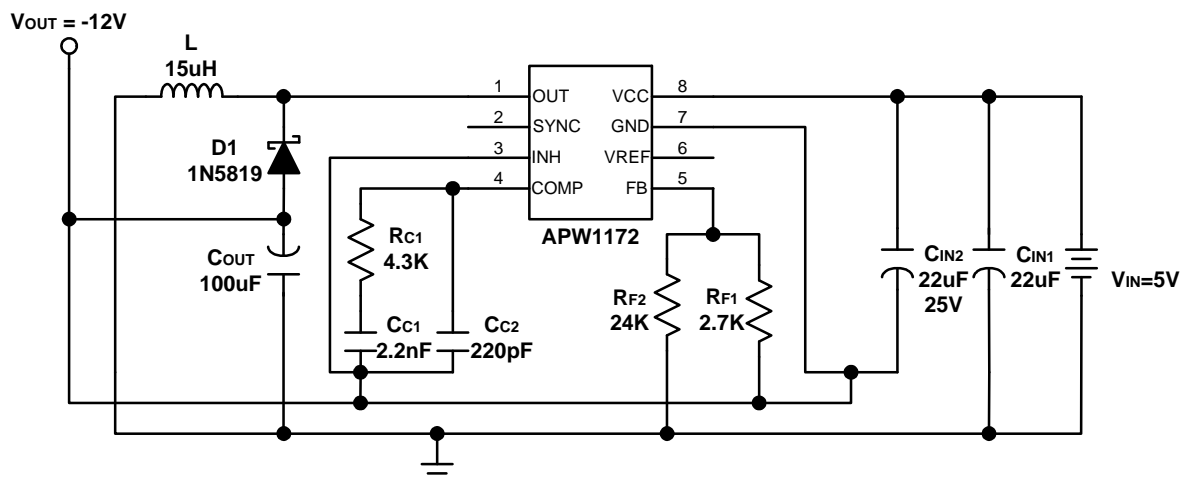 VOUT = -12V
L
15uH
D1
1N5819
COUT
100uF
1
2
3
4
OUT
SYNC
INH
COMP
VCC
GND
VREF
FB
8
7
6
5
APW1172
RC1
4.3K
CC1
2.2nF
CC2
220pF
RF2
24K
RF1
2.7K
CIN2
22uF
25V
CIN1
22uF
VIN=5V